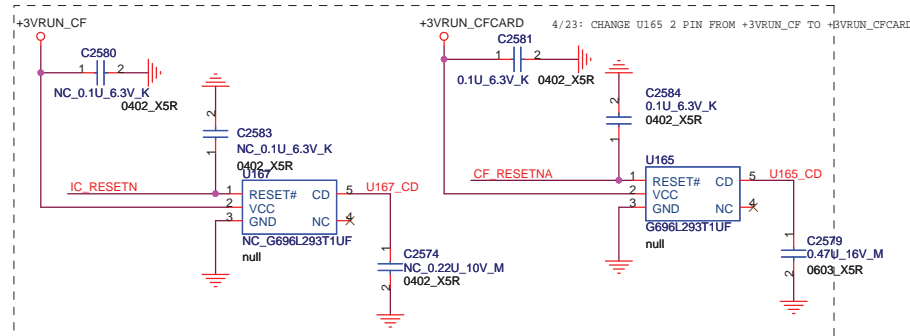 +3VRUN_CF
+3VRUN_CFCARD
4/23: CHANGE U165 2 PIN FROM +3VRUN_CF TO +3VRUN_CFCARD
C2580
1 2
NC_0.1U_6.3V_K
0402_X5R
C2581
1 2
0.1U_6.3V_K
0402_X5R
2
C2583
NC_0.1U_6.3V_K
1
0402_X5R
2
C2584
0.1U_6.3V_K
0402_X5R
1
U167
IC_RESETN
1 RESET# CD 5
U167_CD
2 VCC
3 GND NC 4
NC_G696L293T1UF
null
1
C2574
NC_0.22U_10V_M
2
0402_X5R
U165
CF_RESETNA
1 RESET# CD 5
U165_CD
2 VCC
3 GND NC 4
G696L293T1UF
null
1
C2579
0.47U_16V_M
2
0603_X5R